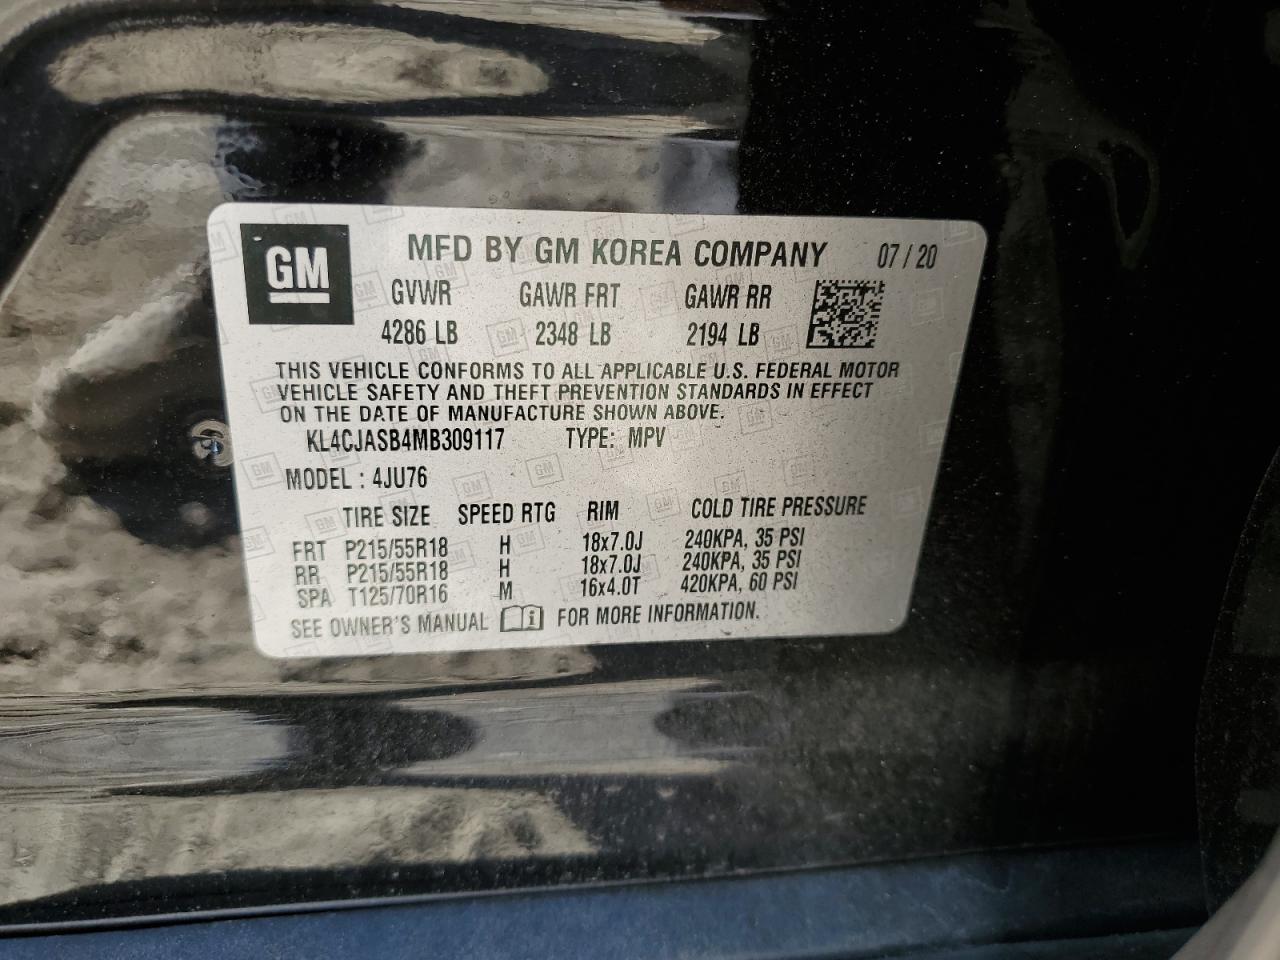 GM
MFD BY GM KOREA COMPANY 07/20
GVWR GAWR FRT GAWR RR
4286 LB 2348 LB 2194 LB
THIS VEHICLE CONFORMS TO ALL APPLICABLE U.S. FEDERAL MOTOR
VEHICLE SAFETY AND THEFT PREVENTION STANDARDS IN EFFECT
ON THE DATE OF MANUFACTURE SHOWN ABOVE.
KL4CJASB4MB309117 TYPE: MPV
MODEL : 4JU76
TIRE SIZE SPEED RTG RIM COLD TIRE PRESSURE
FRT P215/55R18 H 18x7.0J 240KPA, 35 PSI
RR P215/55R18 H 18x7.0J 240KPA, 35 PSI
SPA T125/70R16 M 16x4.0T 420KPA, 60 PSI
SEE OWNER'S MANUAL i FOR MORE INFORMATION.